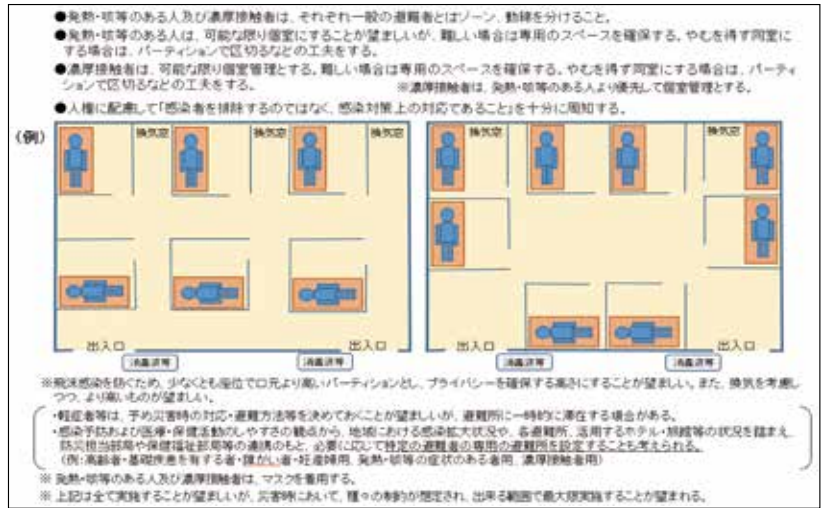 ●発熱・咳等のある人及び濃厚接触者は、それぞれ一般の避難者とはゾーン、動線を分けること。
●発熱・咳等のある人は、可能な限り個室にすることが望ましいが、難しい場合は専用のスペースを確保する。やむを得ず同室に
する場合は、パーティションで区切るなどの工夫をする。
●濃厚接触者は、可能な限り個室管理とする。難しい場合は専用のスペースを確保する。やむを得ず同室にする場合は、パーティ
ションで区切るなどの工夫をする。 ※濃厚接触者は、発熱・咳等のある人より優先して個室管理とする。
●人権に配慮して「感染者を排除するのではなく、感染対策上の対応であること」を十分に周知する。
(例)
換気窓 換気窓 換気窓 換気窓 換気窓
出入口 出入口 出入口 出入口
消毒液等 消毒液等 消毒液等 消毒液等
※飛沫感染を防ぐため、少なくとも座位で口元より高いパーティションとし、プライバシーを確保する高さにすることが望ましい。また、換気を考慮し
つつ、より高いものが望ましい。
・軽症者等は、予め災害時の対応・避難方法等を決めておくことが望ましいが、避難所に一時的に滞在する場合がある。
・感染予防および医療・保健活動のしやすさの観点から、地域における感染拡大状況や、各避難所、活用するホテル・旅館等の状況を踏まえ、
防災担当部局や保健福祉部局等の連携のもと、必要に応じて特定の避難者の専用の避難所を設定することも考えられる。
(例:高齢者・基礎疾患を有する者・障がい者・妊産婦用、発熱・咳等の症状のある者用、濃厚接触者用)
※ 発熱・咳等のある人及び濃厚接触者は、マスクを着用する。
※ 上記は全て実施することが望ましいが、災害時において、種々の制約が想定され、出来る範囲で最大限実施することが望まれる。